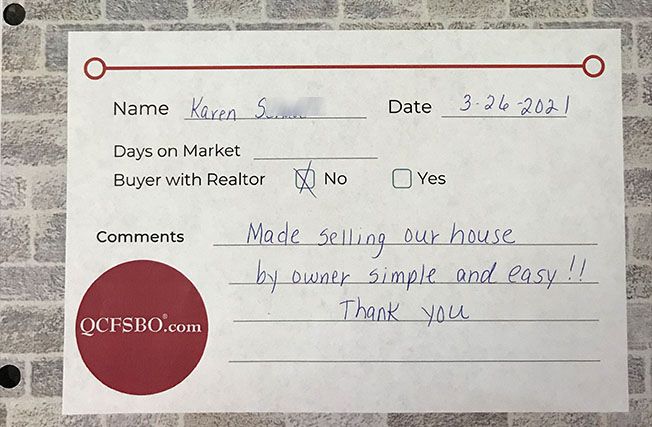 Name Karen Date 3-26-2021
Days on Market
Buyer with Realtor No Yes
Comments Made selling our house
by owner simple and easy !!
Thank you
QCFSBO®.com